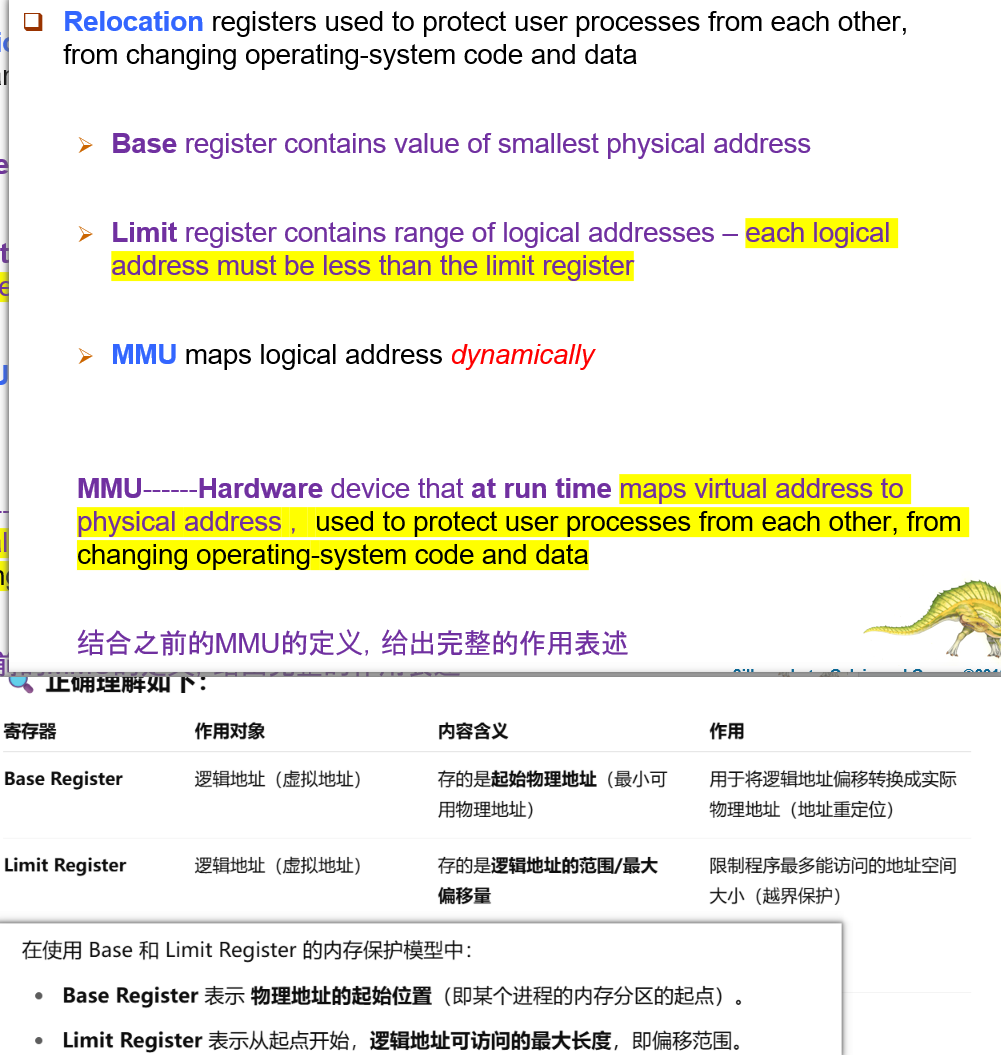 Relocation registers used to protect user processes from each other,
from changing operating-system code and data
Base register contains value of smallest physical address
Limit register contains range of logical addresses – each logical
address must be less than the limit register
MMU maps logical address dynamically
MMU------Hardware device that at run time maps virtual address to
physical address， used to protect user processes from each other, from
changing operating-system code and data
结合之前的MMU的定义, 给出完整的作用表述
正确理解如下：
寄存器 作用对象 内容含义 作用
Base Register 逻辑地址（虚拟地址） 存的是起始物理地址（最小可 用于将逻辑地址偏移转换成实际
用物理地址） 物理地址（地址重定位）
Limit Register 逻辑地址（虚拟地址） 存的是逻辑地址的范围/最大 限制程序最多能访问的地址空间
偏移量 大小（越界保护）
在使用 Base 和 Limit Register 的内存保护模型中：
• Base Register 表示 物理地址的起始位置（即某个进程的内存分区的起点）。
• Limit Register 表示从起点开始，逻辑地址可访问的最大长度，即偏移范围。